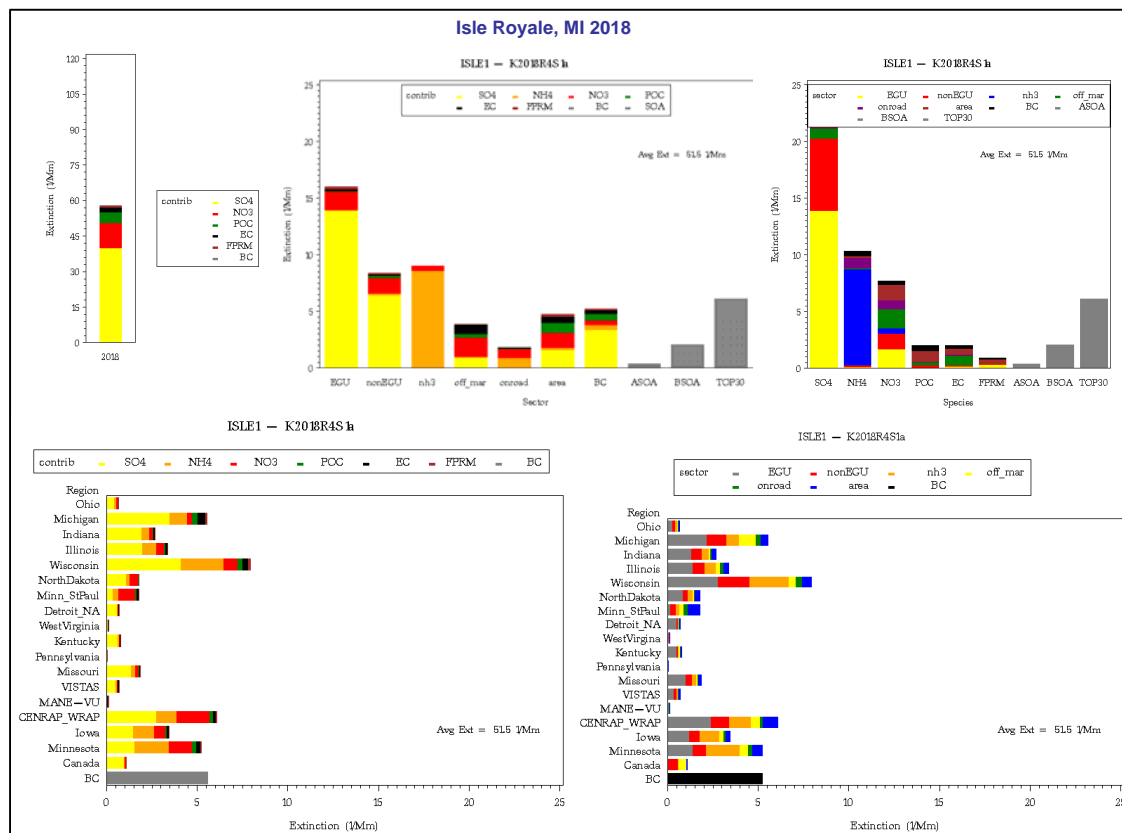 Isle Royale, MI 2018
120
105
90
75
60
45
30
15
0
Extinction (1/Mm)
2018
contrib SO4
NO3
POC
EC
FPRM
BC
ISLE1 — K2018R4S1a
contrib SO4 NH4 NO3 POC
EC FPRM BC SOA
Avg Ext = 51.5 1/Mm
25
20
15
10
5
0
Extinction (1/Mm)
EGU nonEGU nh3 off_mar onroad area BC ASOA BSOA TOP30
Sector
ISLE1 — K2018R4S1a
sector EGU nonEGU nh3 off_mar
onroad area BC ASOA
BSOA TOP30
Avg Ext = 51.5 1/Mm
25
20
15
10
5
0
Extinction (1/Mm)
SO4 NH4 NO3 POC EC FPRM ASOA BSOA TOP30
Species
ISLE1 — K2018R4S1a
contrib SO4 NH4 NO3 POC EC FPRM BC
Region
Ohio
Michigan
Indiana
Illinois
Wisconsin
NorthDakota
Minn_StPaul
Detroit_NA
WestVirginia
Kentucky
Pennsylvania
Missouri
VISTAS
MANE—VU
CENRAP_WRAP
Iowa
Minnesota
Canada
BC
Avg Ext = 51.5 1/Mm
0 5 10 15 20 25
Extinction (1/Mm)
ISLE1 — K2018R4S1a
sector EGU nonEGU nh3 off_mar
onroad area BC
Region
Ohio
Michigan
Indiana
Illinois
Wisconsin
NorthDakota
Minn_StPaul
Detroit_NA
WestVirgina
Kentucky
Pennsylvania
Missouri
VISTAS
MANE—VU
CENRAP_WRAP
Iowa
Minnesota
Canada
BC
Avg Ext = 51.5 1/Mm
0 5 10 15 20 25
Extinction (1/Mm)